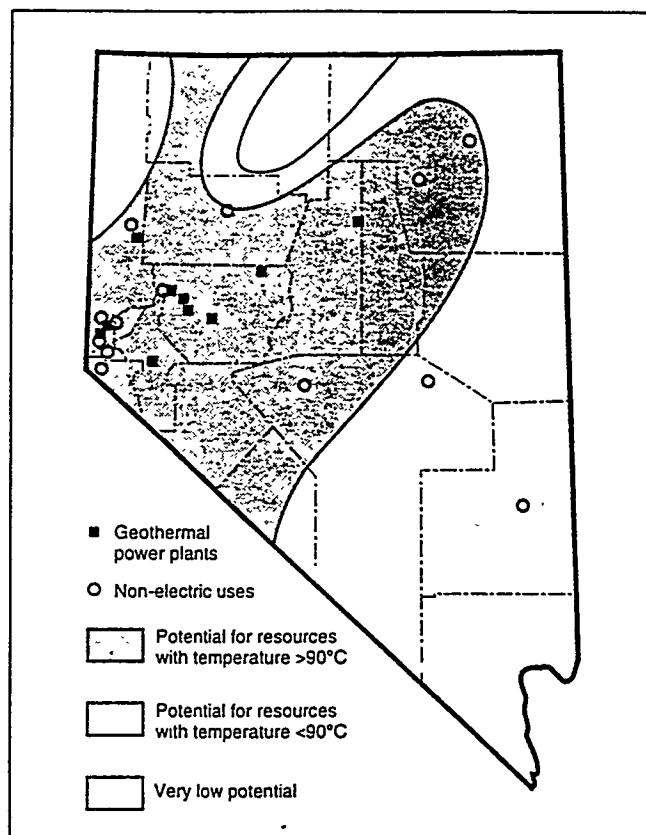 Geothermal
power plants
Non-electric uses
Potential for resources
with temperature >90°C
Potential for resources
with temperature <90°C
Very low potential